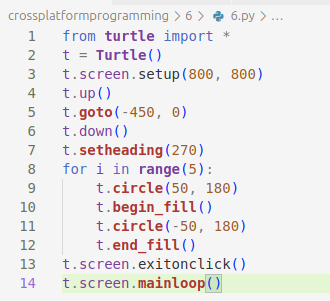 crossplatformprogramming > 6 > 6.py > ...
1 from turtle import *
2 t = Turtle()
3 t.screen.setup(800, 800)
4 t.up()
5 t.goto(-450, 0)
6 t.down()
7 t.setheading(270)
8 for i in range(5):
9     t.circle(50, 180)
10     t.begin_fill()
11     t.circle(-50, 180)
12     t.end_fill()
13 t.screen.exitonclick()
14 t.screen.mainloop()